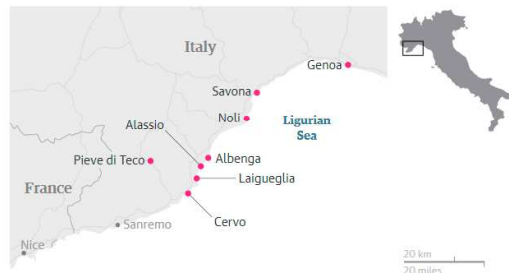 Italy
Genoa
Savona
Noli
Ligurian
Sea
Alassio
Albenga
Pieve di Teco
Laigueglia
France
Cervo
Sanremo
Nice
20 km
20 miles